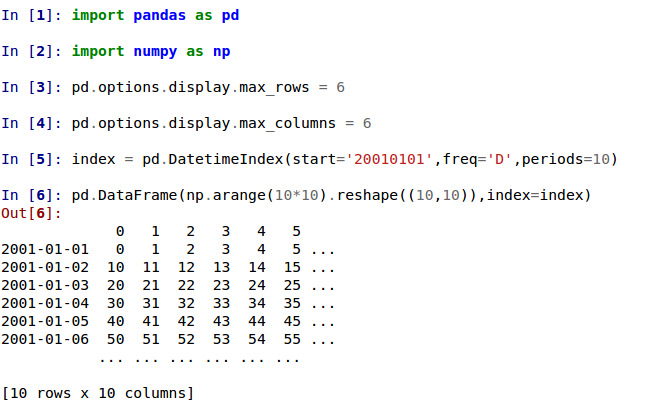 In [1]: import pandas as pd
In [2]: import numpy as np
In [3]: pd.options.display.max_rows = 6
In [4]: pd.options.display.max_columns = 6
In [5]: index = pd.DatetimeIndex(start='20010101',freq='D',periods=10)
In [6]: pd.DataFrame(np.arange(10*10).reshape((10,10)),index=index)
Out[6]:
             0   1   2   3   4   5
2001-01-01   0   1   2   3   4   5 ...
2001-01-02  10  11  12  13  14  15 ...
2001-01-03  20  21  22  23  24  25 ...
2001-01-04  30  31  32  33  34  35 ...
2001-01-05  40  41  42  43  44  45 ...
2001-01-06  50  51  52  53  54  55 ...
           ... ... ... ... ... ...
[10 rows x 10 columns]